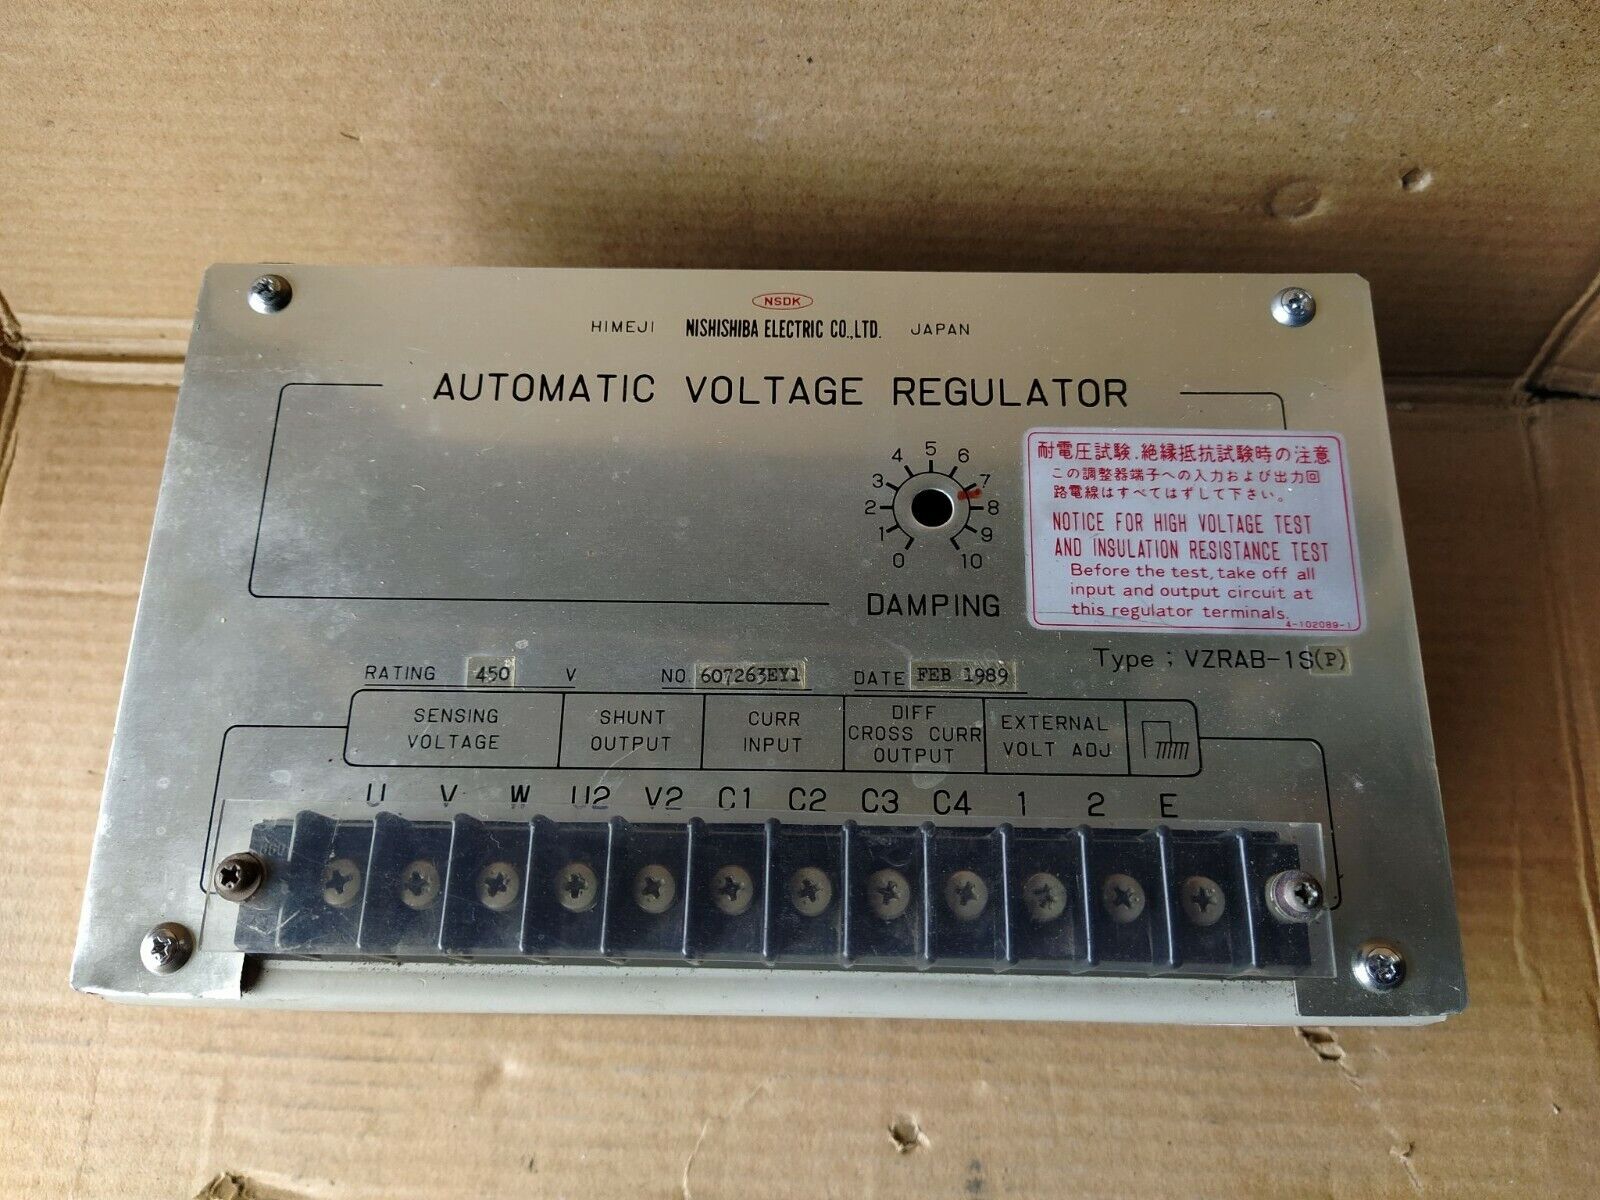 NSDK
HIMEJI NISHISHIBA ELECTRIC CO.,LTD. JAPAN
AUTOMATIC VOLTAGE REGULATOR
0 1 2 3 4 5 6 7 8 9 10
DAMPING
耐電圧試験.絶縁抵抗試験時の注意
この調整器端子への入力および出力回
路電線はすべてはずして下さい。
NOTICE FOR HIGH VOLTAGE TEST
AND INSULATION RESISTANCE TEST
Before the test, take off all
input and output circuit at
this regulator terminals.
4-102089-1
Type ; VZRAB-1S(P)
RATING 450 V NO. 607263EY1 DATE FEB 1989
SENSING
VOLTAGE
SHUNT
OUTPUT
CURR
INPUT
DIFF
CROSS CURR
OUTPUT
EXTERNAL
VOLT ADJ
U V W U2 V2 C1 C2 C3 C4 1 2 E